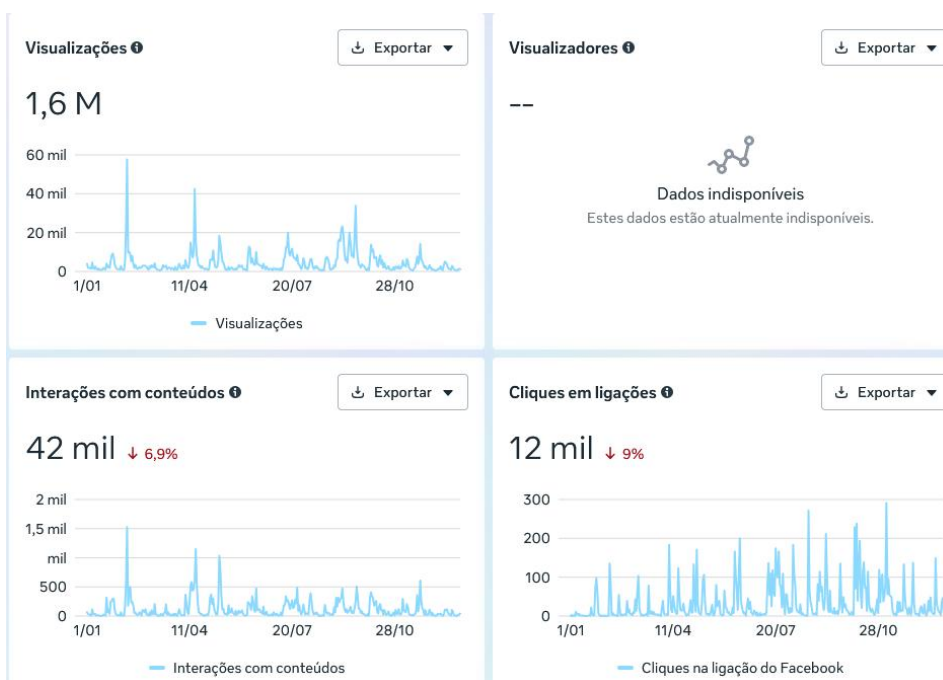 Visualizações
Exportar
1,6 M
60 mil
40 mil
20 mil
0
1/01 11/04 20/07 28/10
Visualizações
Visualizadores
Exportar
--
Dados indisponíveis
Estes dados estão atualmente indisponíveis.
Interações com conteúdos
Exportar
42 mil ↓ 6,9%
2 mil
1,5 mil
mil
500
0
1/01 11/04 20/07 28/10
Interações com conteúdos
Cliques em ligações
Exportar
12 mil ↓ 9%
300
200
100
0
1/01 11/04 20/07 28/10
Cliques na ligação do Facebook